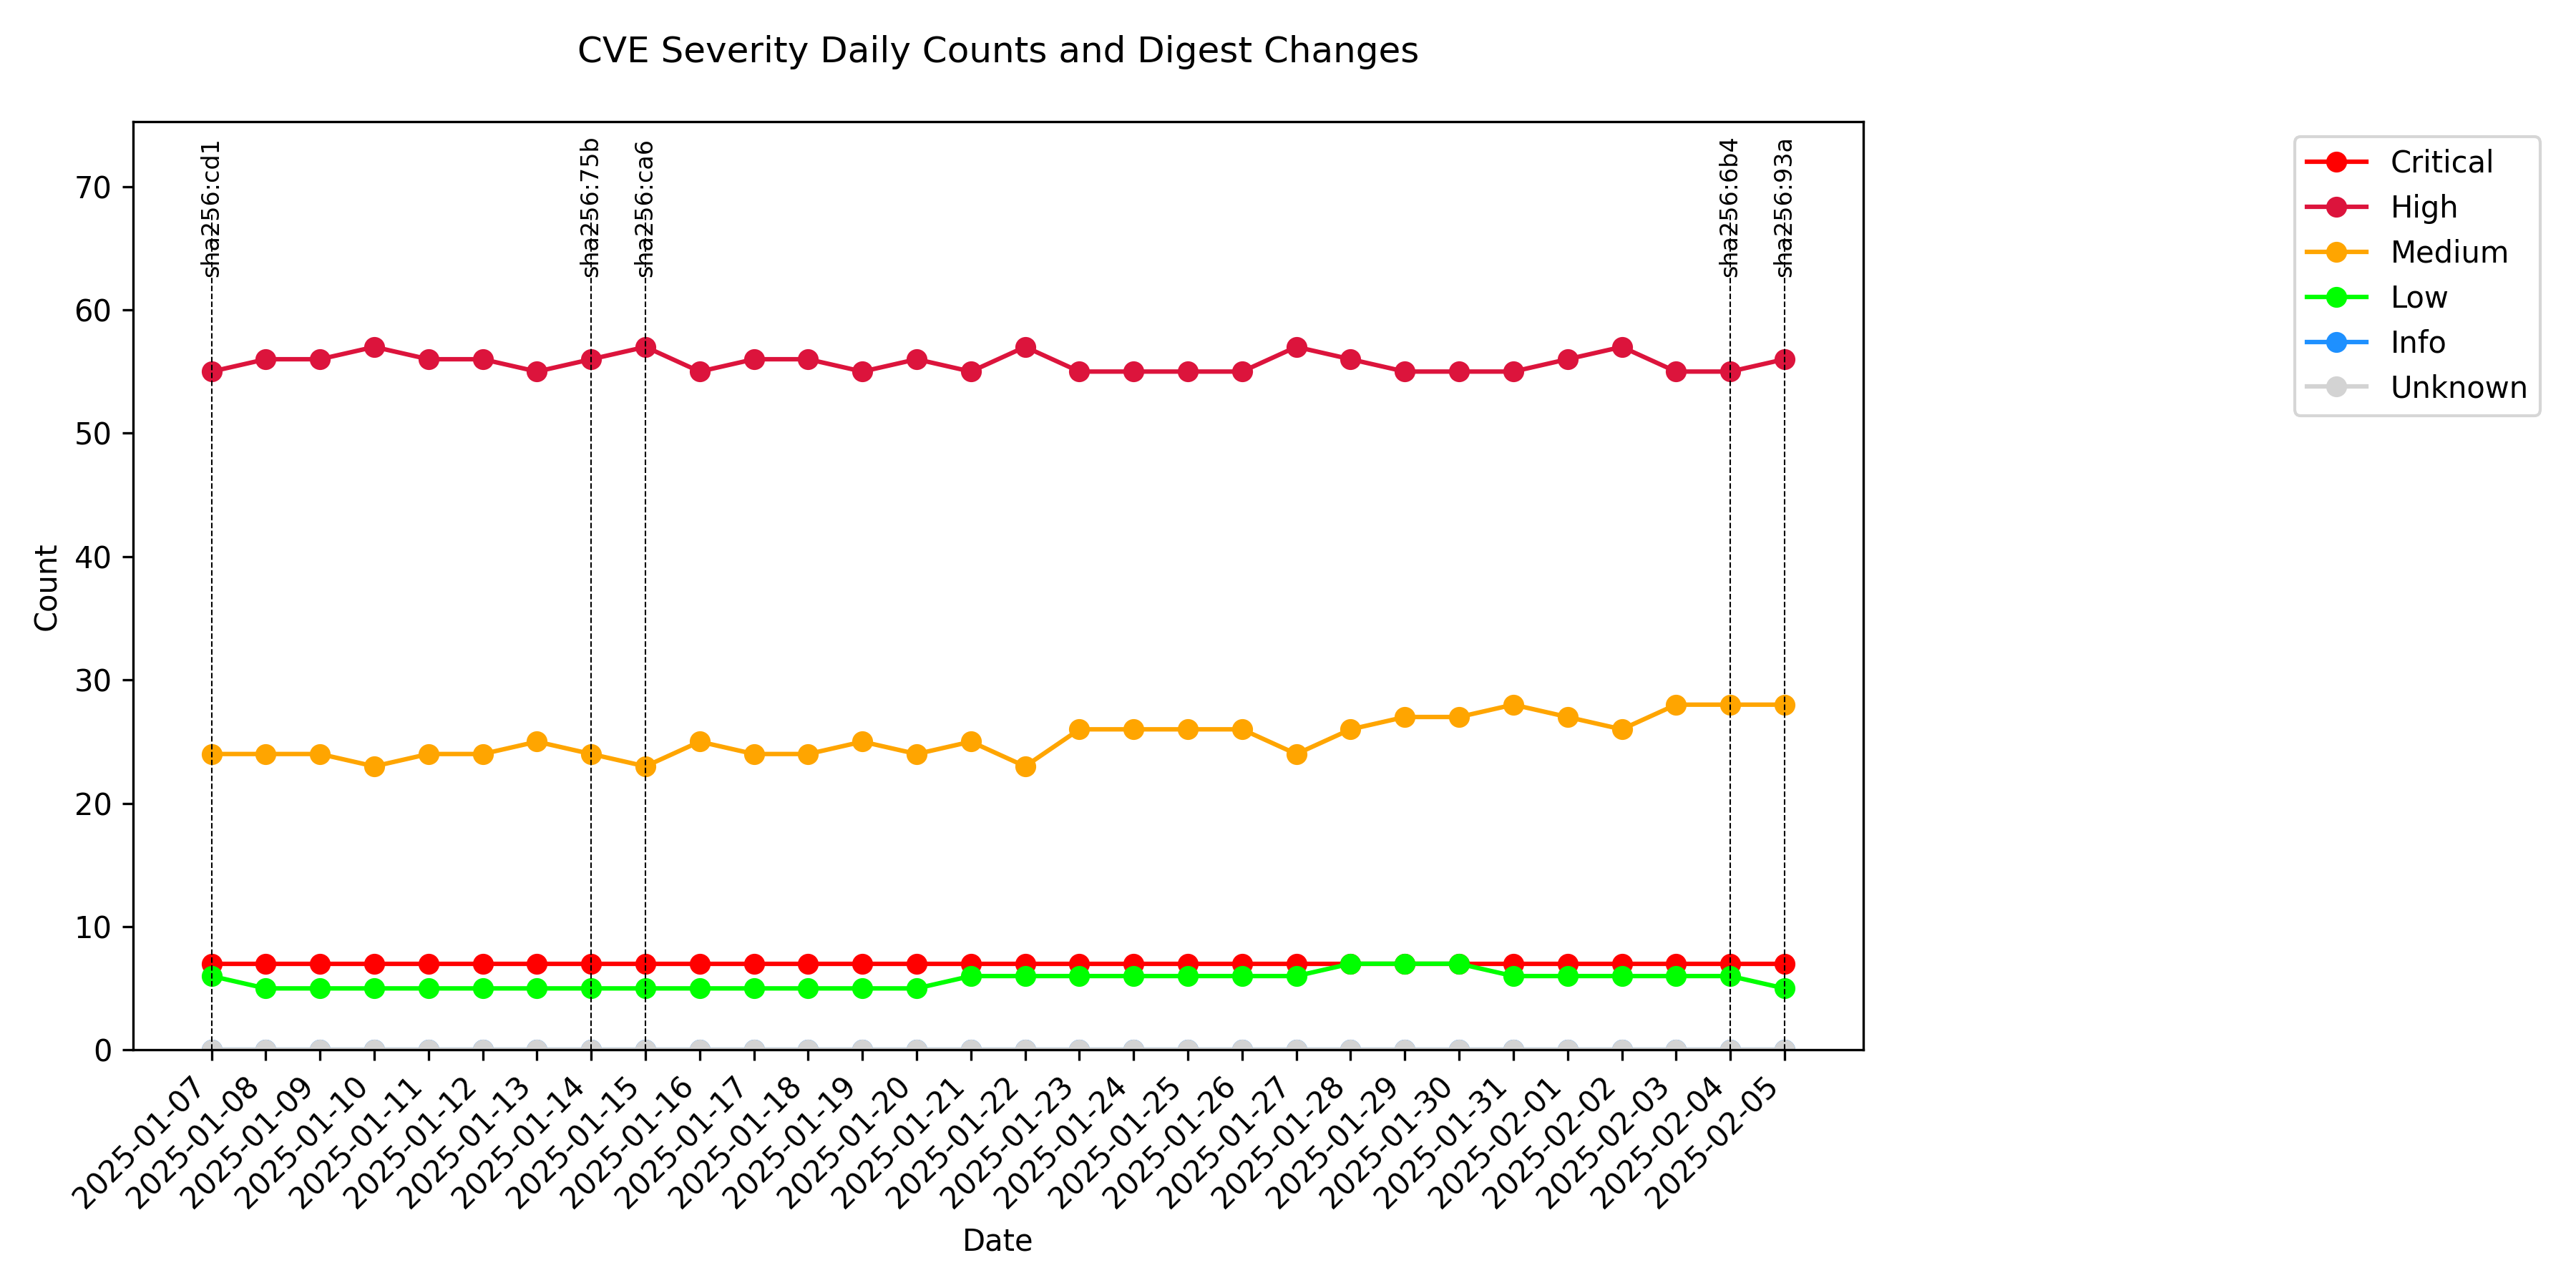 CVE Severity Daily Counts and Digest Changes
sha256:cd1
sha256:75b
sha256:ca6
sha256:6b4
sha256:93a
Critical
High
Medium
Low
Info
Unknown
Count
70
60
50
40
30
20
10
0
2025-01-07
2025-01-08
2025-01-09
2025-01-10
2025-01-11
2025-01-12
2025-01-13
2025-01-14
2025-01-15
2025-01-16
2025-01-17
2025-01-18
2025-01-19
2025-01-20
2025-01-21
2025-01-22
2025-01-23
2025-01-24
2025-01-25
2025-01-26
2025-01-27
2025-01-28
2025-01-29
2025-01-30
2025-01-31
2025-02-01
2025-02-02
2025-02-03
2025-02-04
2025-02-05
Date